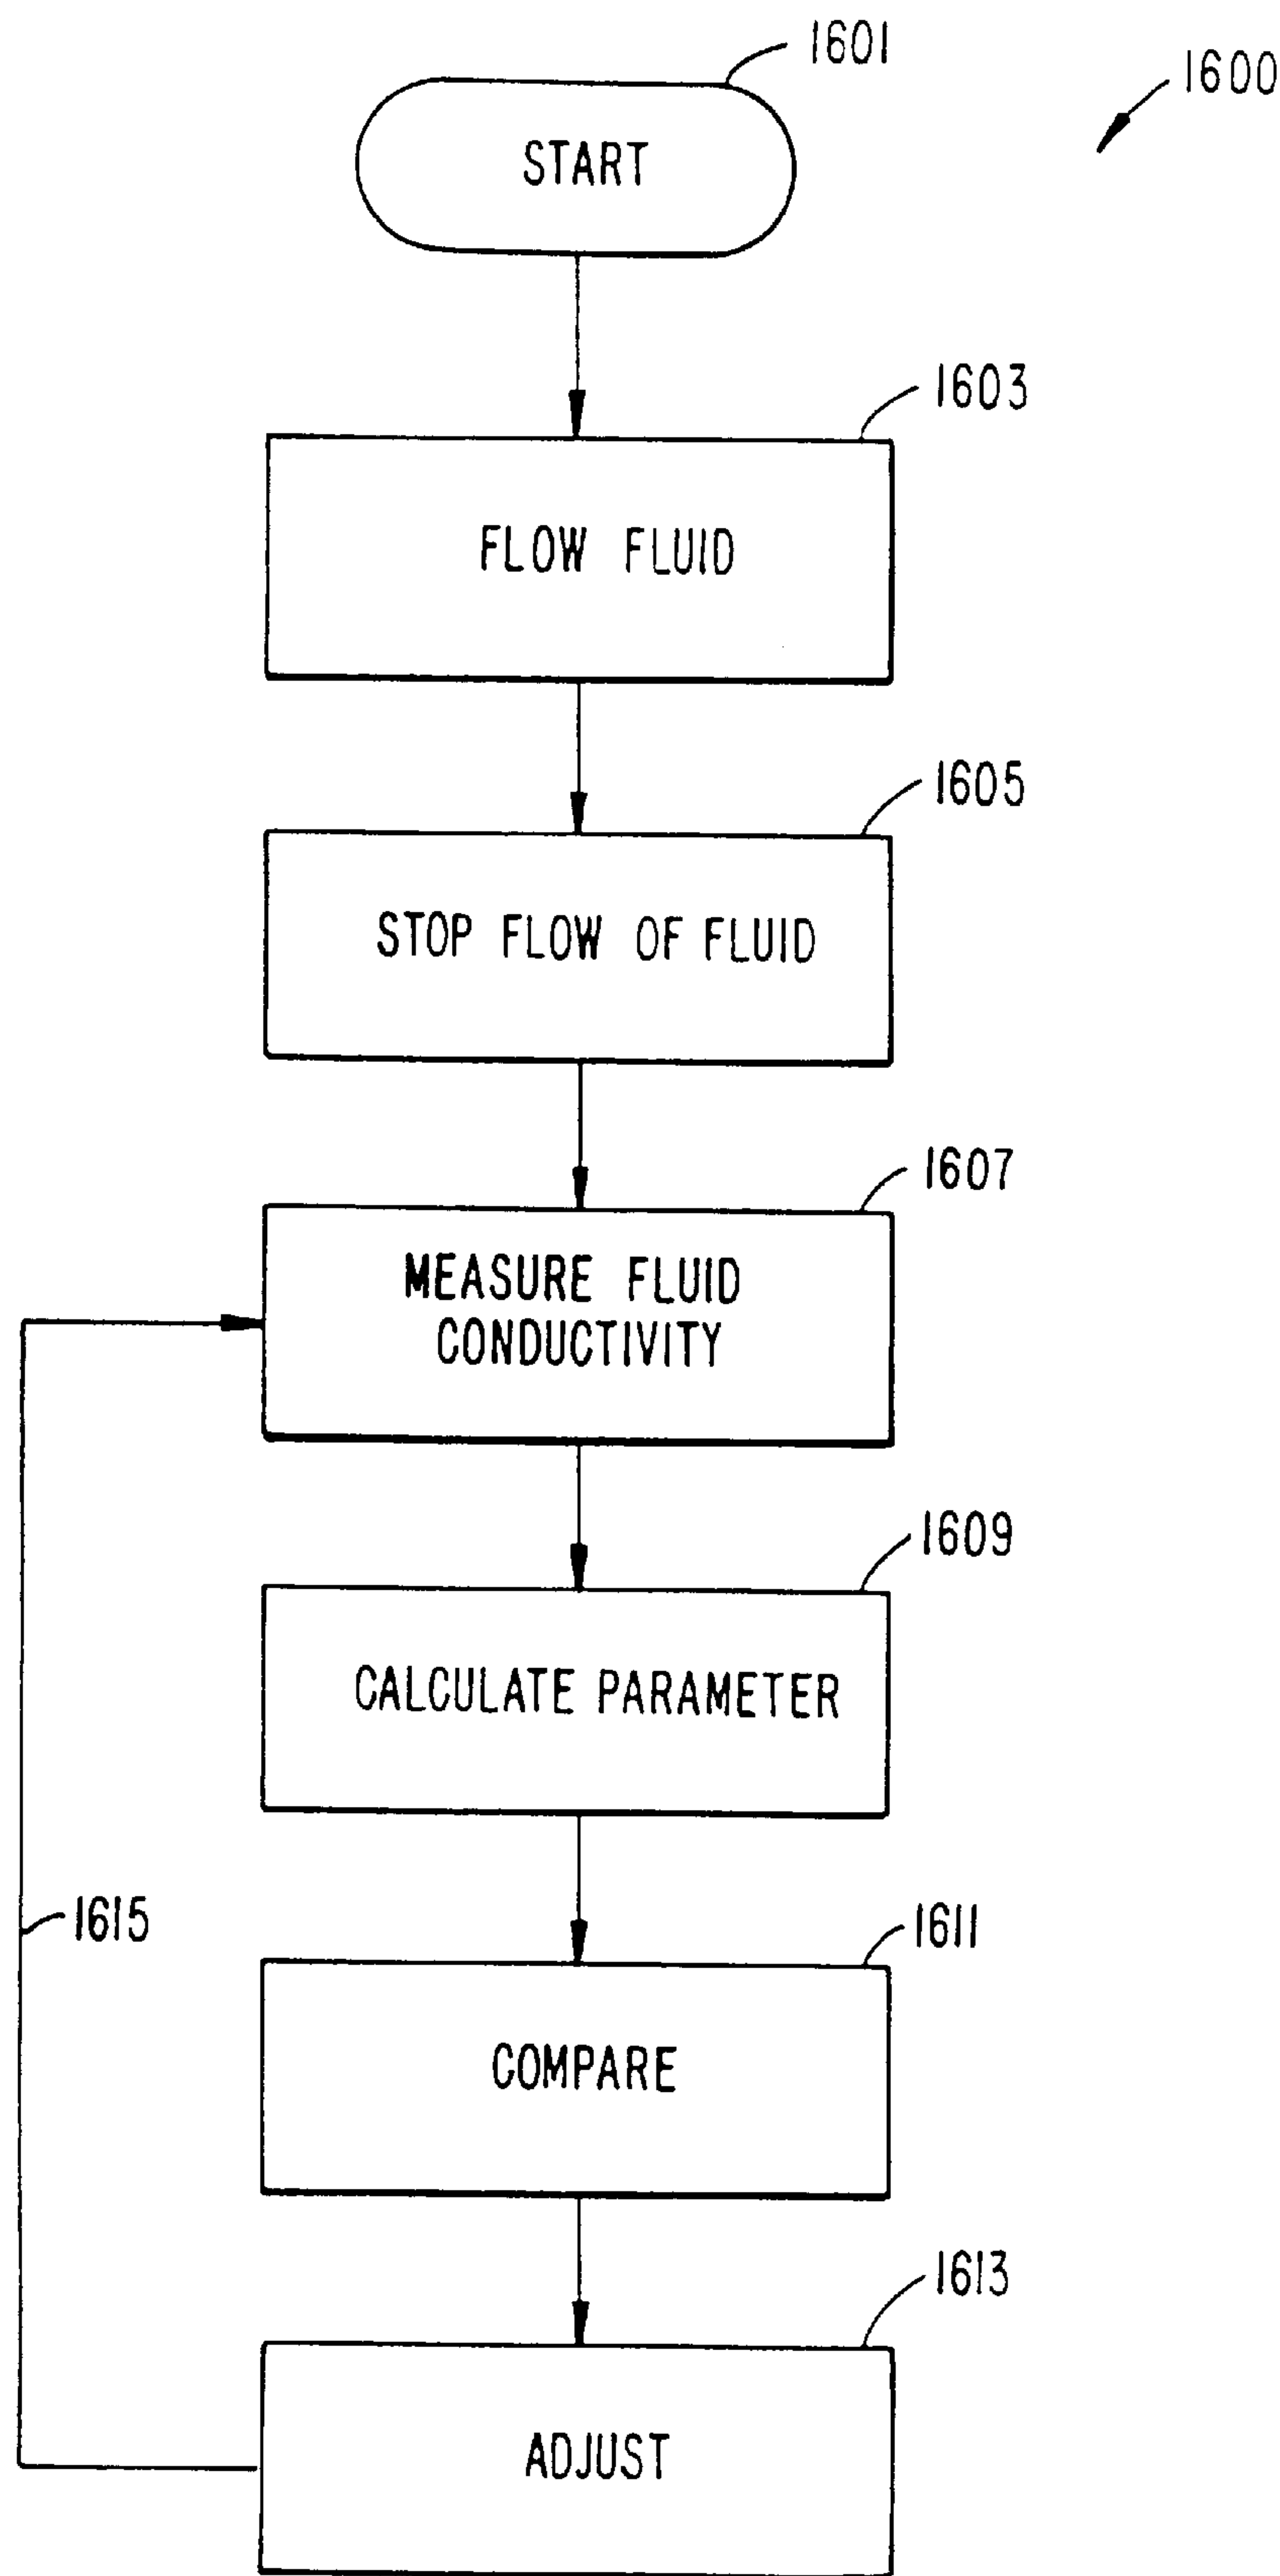 1601
1600
START
1603
FLOW FLUID
1605
STOP FLOW OF FLUID
1607
MEASURE FLUID
CONDUCTIVITY
1609
CALCULATE PARAMETER
1615
1611
COMPARE
1613
ADJUST